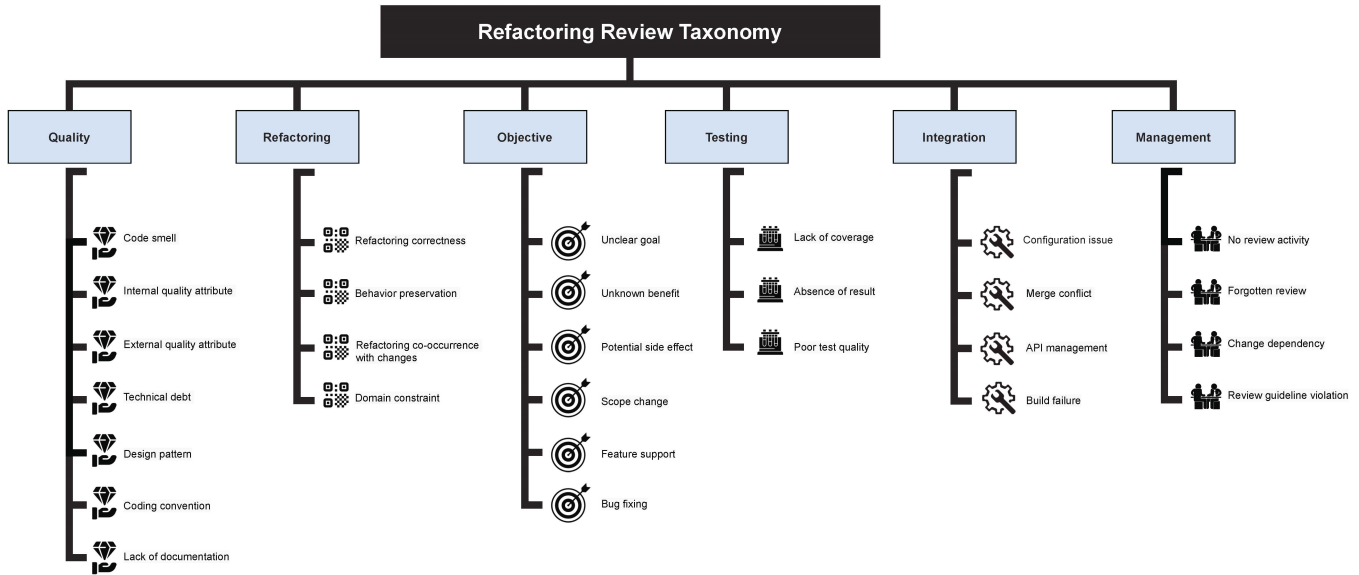 Refactoring Review Taxonomy
Quality
Code smell
Internal quality attribute
External quality attribute
Technical debt
Design pattern
Coding convention
Lack of documentation
Refactoring
Refactoring correctness
Behavior preservation
Refactoring co-occurrence
with changes
Domain constraint
Objective
Unclear goal
Unknown benefit
Potential side effect
Scope change
Feature support
Bug fixing
Testing
Lack of coverage
Absence of result
Poor test quality
Integration
Configuration issue
Merge conflict
API management
Build failure
Management
No review activity
Forgotten review
Change dependency
Review guideline violation